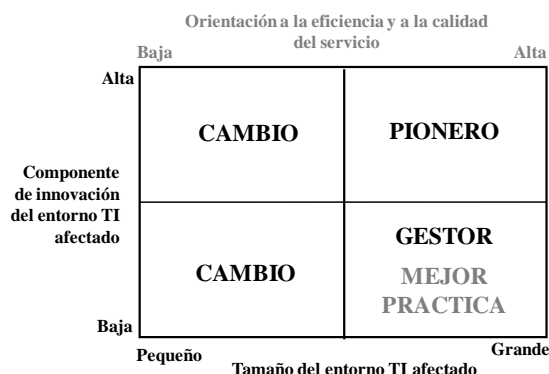 Orientación a la eficiencia y a la calidad
del servicio
Baja
Alta
Alta
CAMBIO
PIONERO
Componente
de innovación
del entorno TI
afectado
CAMBIO
GESTOR
MEJOR
PRACTICA
Baja
Pequeño
Grande
Tamaño del entorno TI afectado